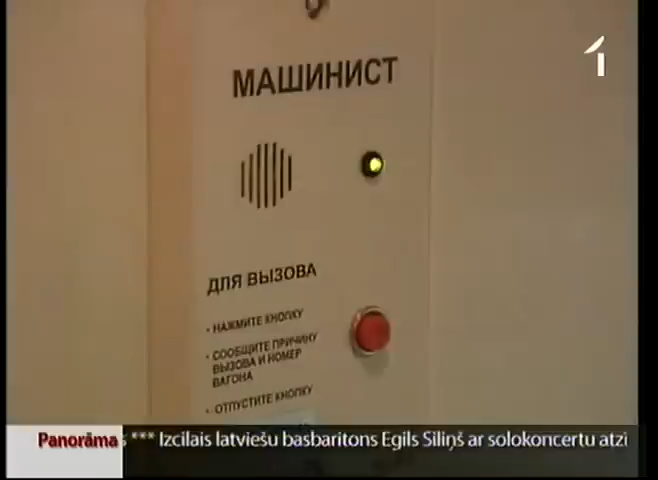 1
МАШИНИСТ
ДЛЯ ВЫЗОВА
• НАЖМИТЕ КНОПКУ
• СООБЩИТЕ ПРИЧИНУ
ВЫЗОВА И НОМЕР
ВАГОНА
• ОТПУСТИТЕ КНОПКУ
Panorāma *** Izcilais latviešu basbaritons Egils Siliņš ar solokoncertu atzi